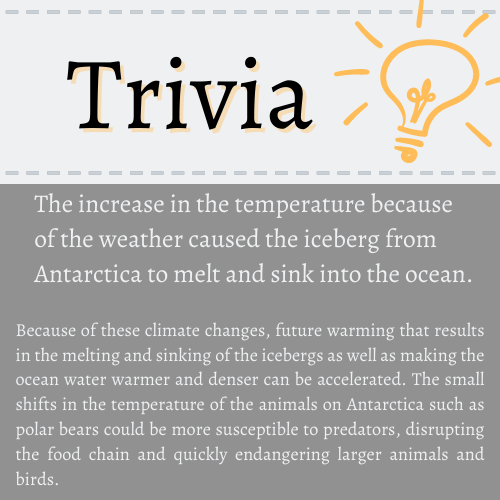 Trivia
The increase in the temperature because
of the weather caused the iceberg from
Antarctica to melt and sink into the ocean.
Because of these climate changes, future warming that results
in the melting and sinking of the icebergs as well as making the
ocean water warmer and denser can be accelerated. The small
shifts in the temperature of the animals on Antarctica such as
polar bears could be more susceptible to predators, disrupting
the food chain and quickly endangering larger animals and
birds.